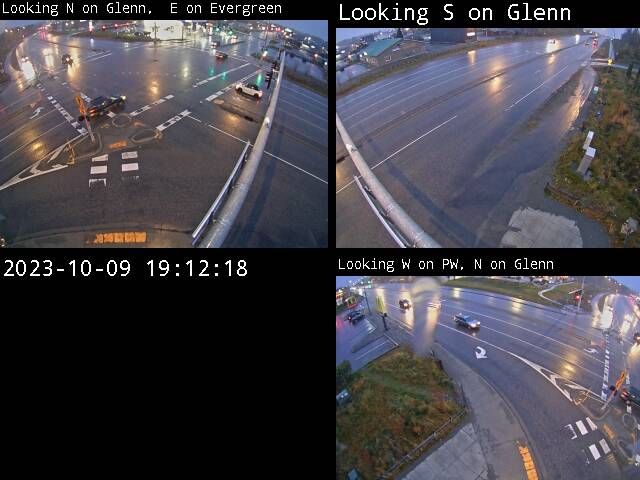 Looking N on Glenn,  E on Evergreen
Looking S on Glenn
2023-10-09 19:12:18
Looking W on PW, N on Glenn